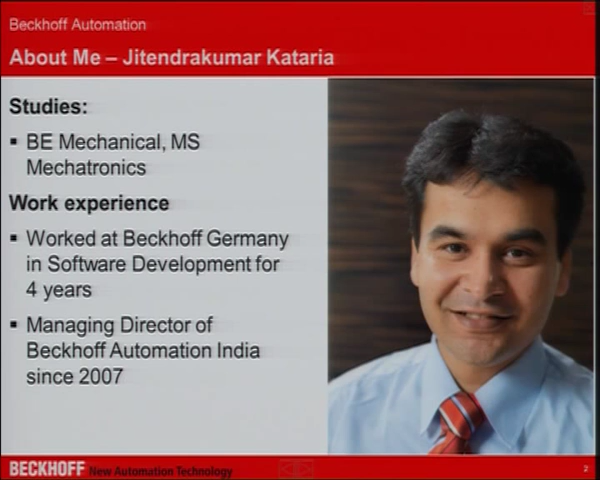 Beckhoff Automation
About Me – Jitendrakumar Kataria
Studies:
▪ BE Mechanical, MS
Mechatronics
Work experience
▪ Worked at Beckhoff Germany
in Software Development for
4 years
▪ Managing Director of
Beckhoff Automation India
since 2007
BECKHOFF New Automation Technology
2